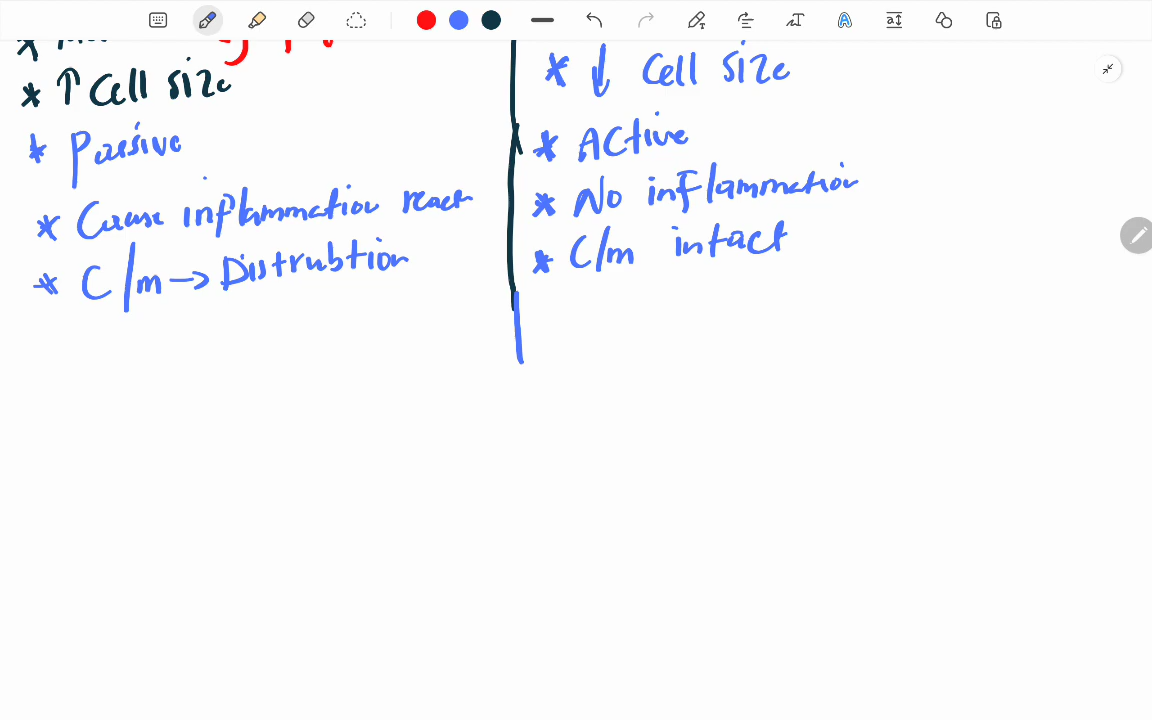 * ↑ Cell size
* Passive
* Cause inflammation react
* C/m → Distrubtion
* ↓ Cell size
* ACtive
* No inflammation
* C/m intact